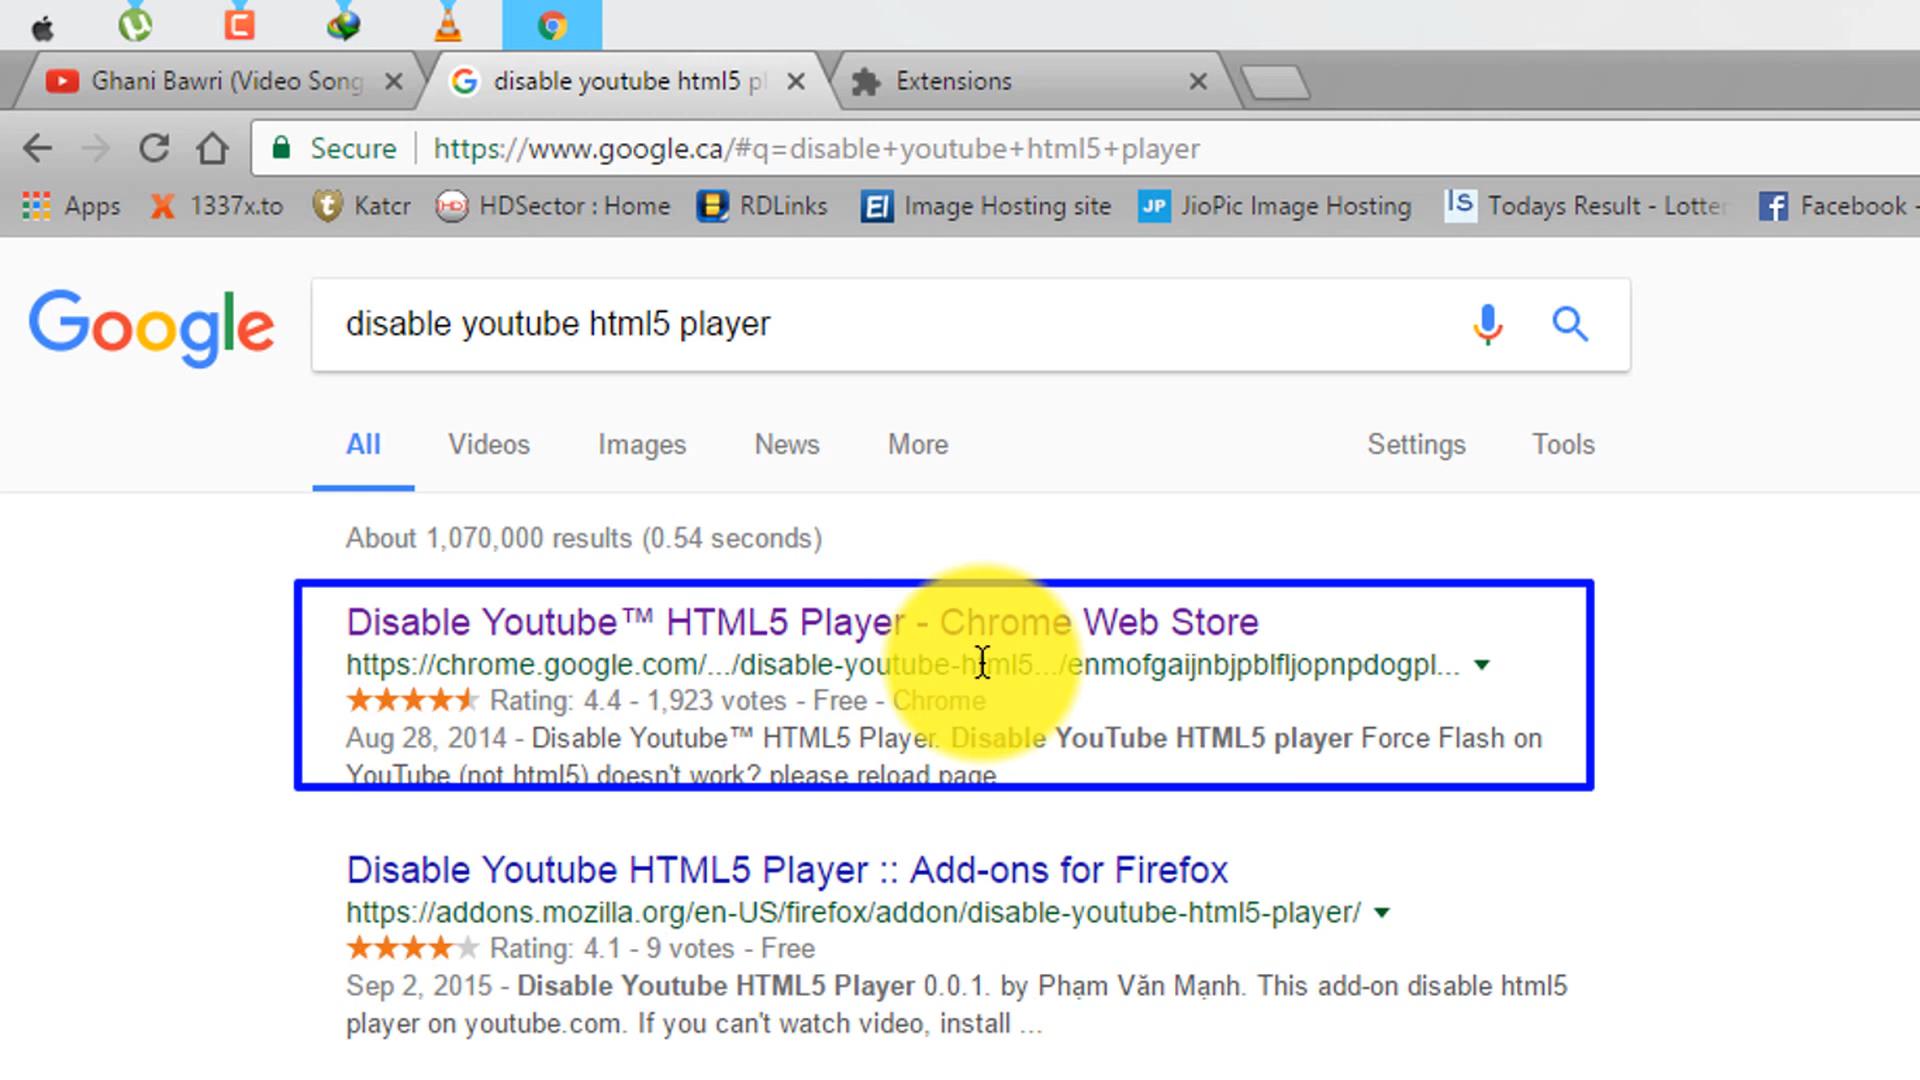 Ghani Bawri (Video Song
disable youtube html5 pl
Extensions
Secure
https://www.google.ca/#q=disable+youtube+html5+player
Apps
1337x.to
Katcr
HDSector : Home
RDLinks
EI
Image Hosting site
JP
JioPic Image Hosting
IS
Todays Result - Lotter
Facebook -
Google
disable youtube html5 player
All
Videos
Images
News
More
Settings
Tools
About 1,070,000 results (0.54 seconds)
Disable Youtube™ HTML5 Player - Chrome Web Store
https://chrome.google.com/.../disable-youtube-html5.../enmofgaijnbjpblfljopnpdogpl...
Rating: 4.4 - 1,923 votes - Free - Chrome
Aug 28, 2014 - Disable Youtube™ HTML5 Player. Disable YouTube HTML5 player Force Flash on
YouTube (not html5) doesn't work? please reload page
Disable Youtube HTML5 Player :: Add-ons for Firefox
https://addons.mozilla.org/en-US/firefox/addon/disable-youtube-html5-player/
Rating: 4.1 - 9 votes - Free
Sep 2, 2015 - Disable Youtube HTML5 Player 0.0.1. by Phạm Văn Mạnh. This add-on disable html5
player on youtube.com. If you can't watch video, install ...